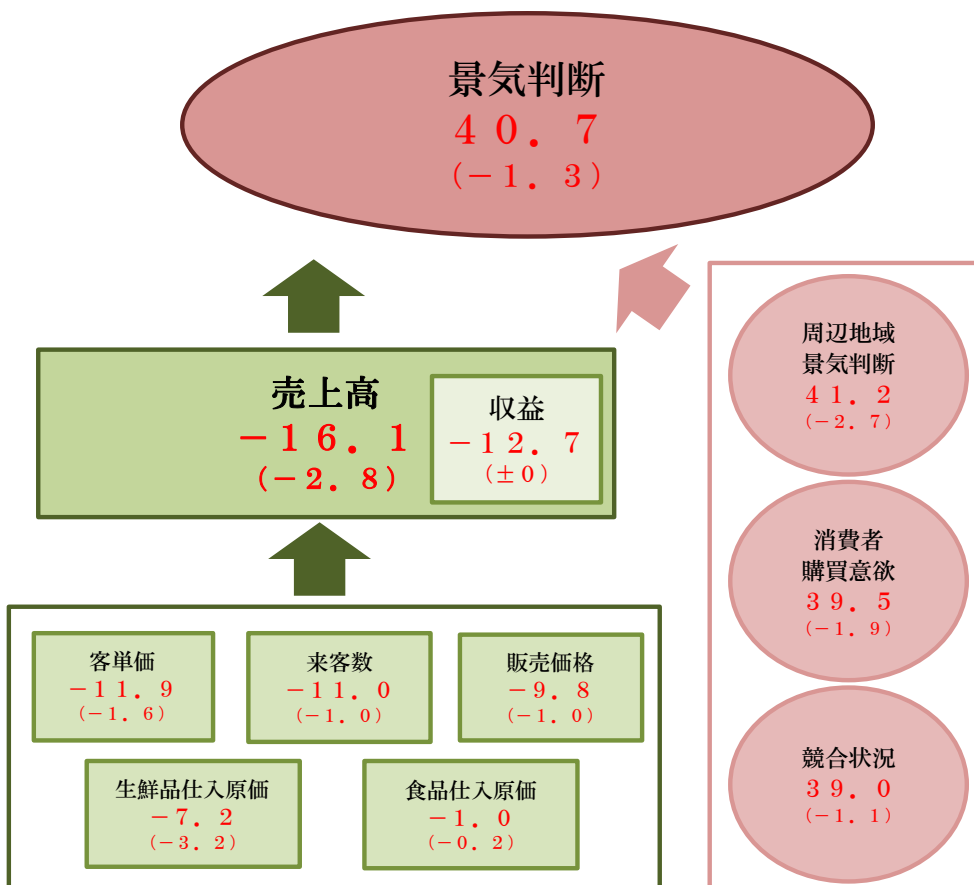 景気判断
４０．７
（－１．３）
売上高
－１６．１
（－２．８）
収益
－１２．７
（±０）
周辺地域
景気判断
４１．２
（－２．７）
消費者
購買意欲
３９．５
（－１．９）
競合状況
３９．０
（－１．１）
客単価
－１１．９
（－１．６）
来客数
－１１．０
（－１．０）
販売価格
－９．８
（－１．０）
生鮮品仕入原価
－７．２
（－３．２）
食品仕入原価
－１．０
（－０．２）